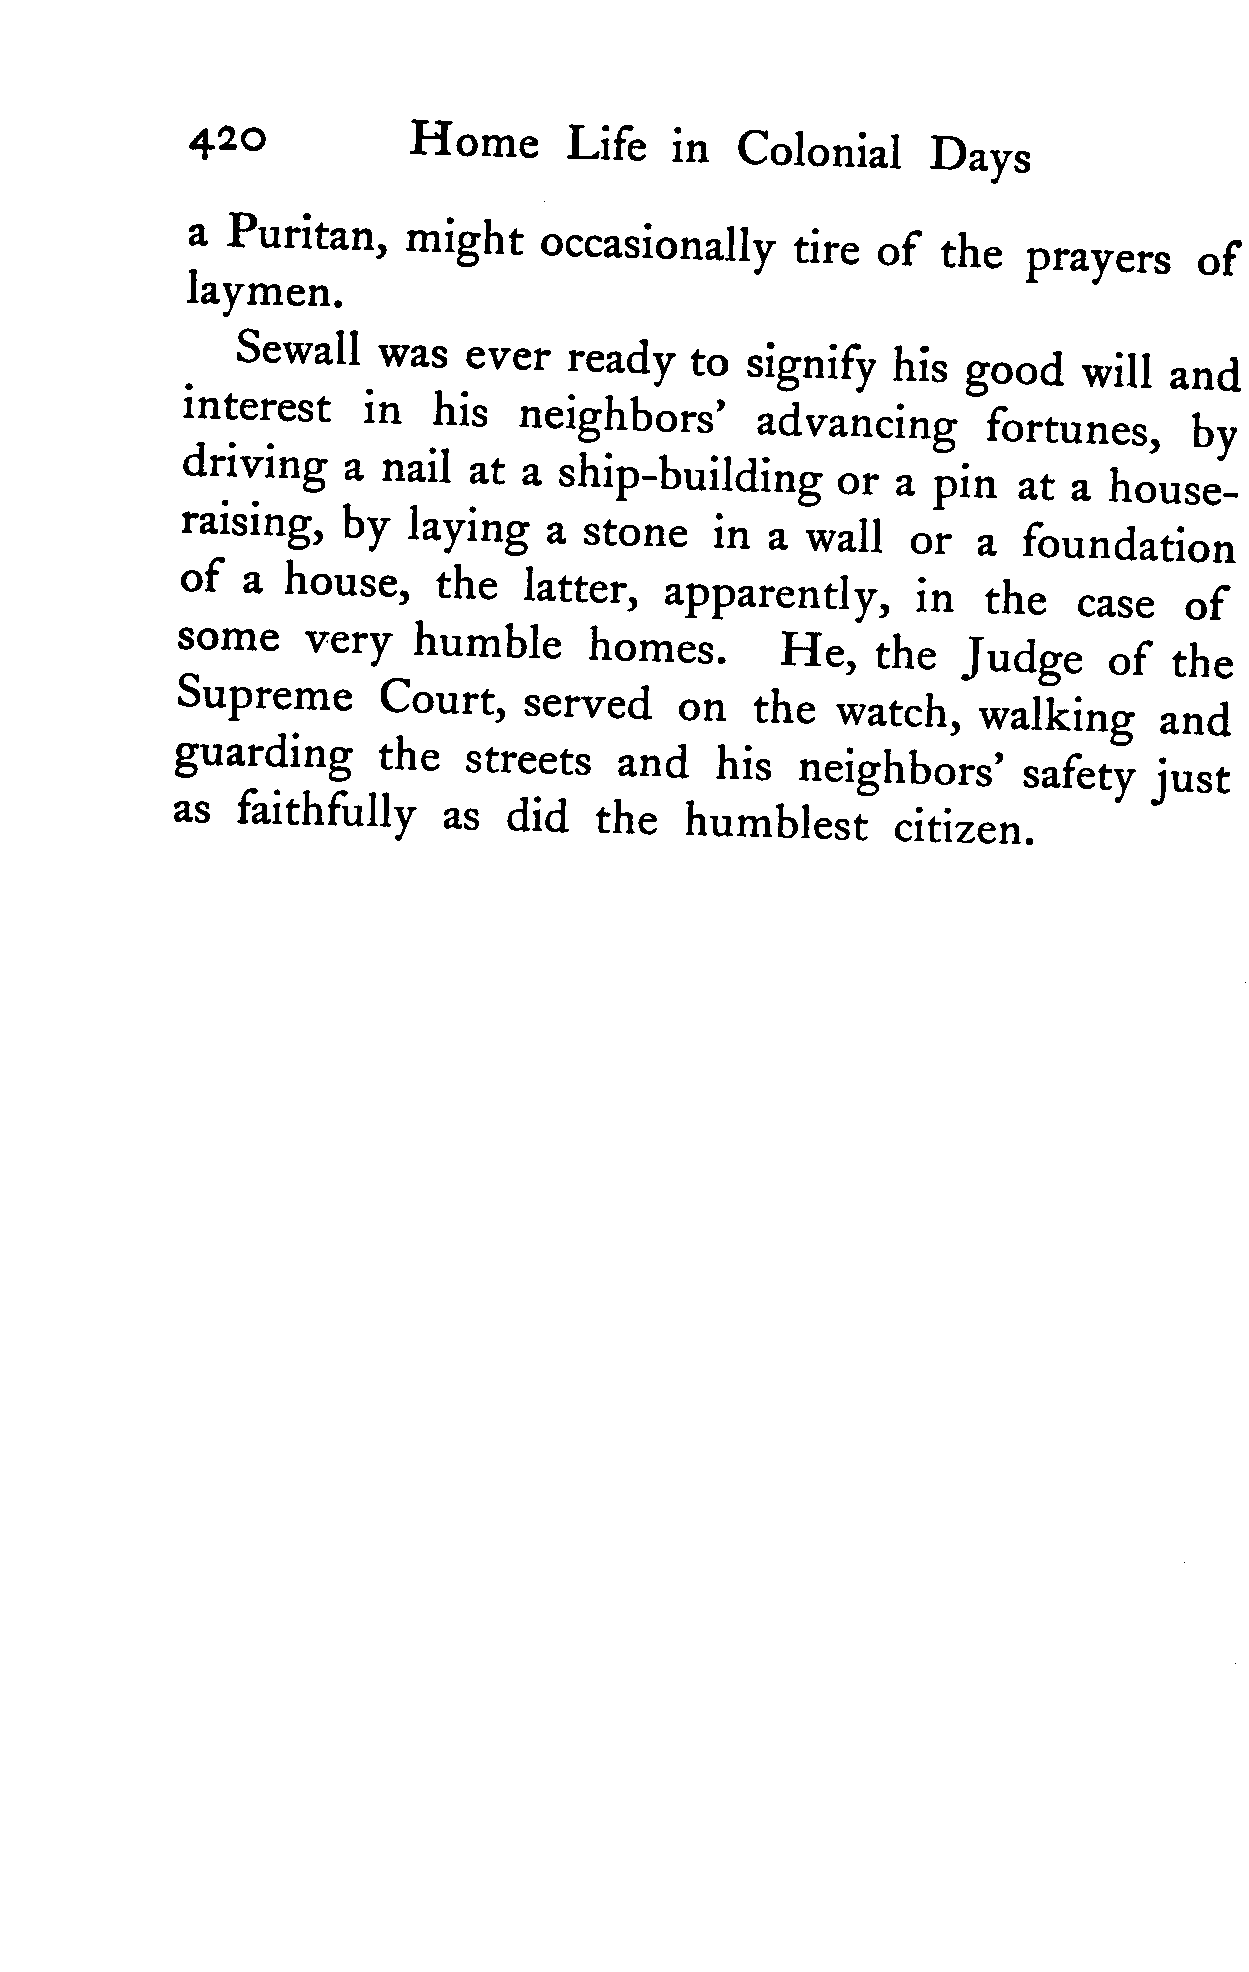 420 Home Life in Colonial Days
a Puritan, might occasionally tire of the prayers of
laymen.
Sewall was ever ready to signify his good will and
interest in his neighbors' advancing fortunes, by
driving a nail at a ship-building or a pin at a house-
raising, by laying a stone in a wall or a foundation
of a house, the latter, apparently, in the case of
some very humble homes. He, the Judge of the
Supreme Court, served on the watch, walking and
guarding the streets and his neighbors' safety just
as faithfully as did the humblest citizen.